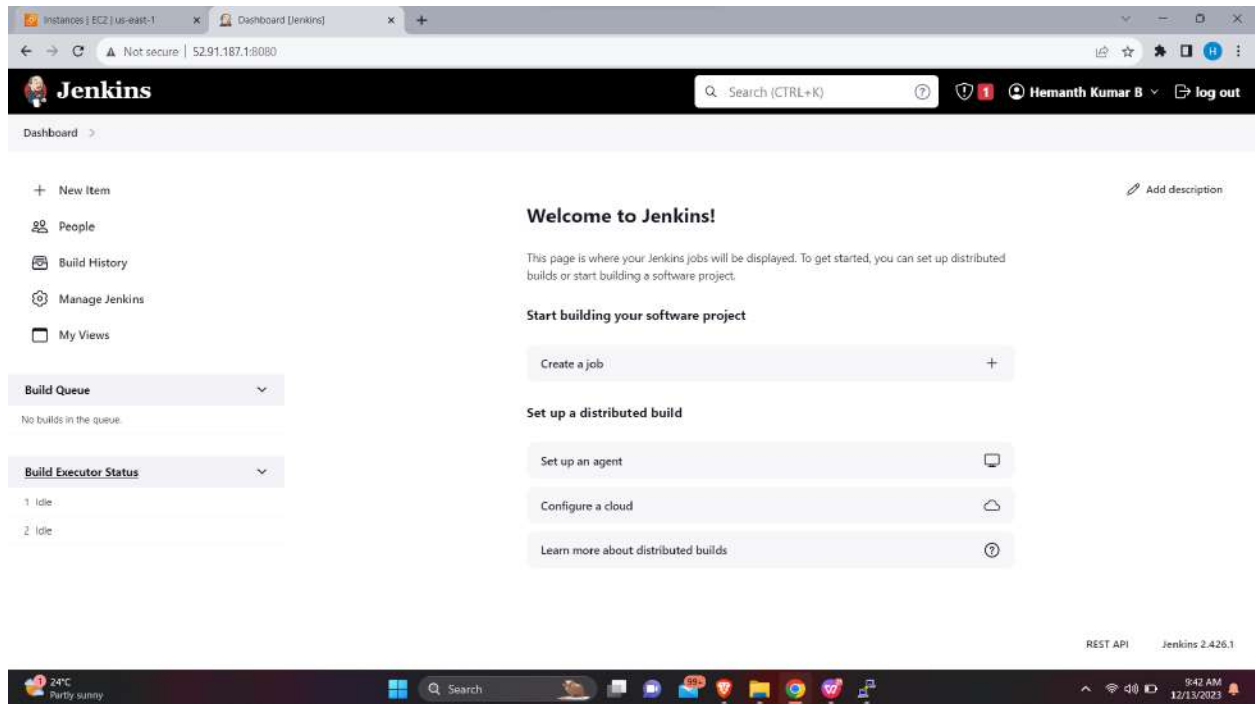 Instances | EC2 | us-east-1
Dashboard [Jenkins]
Not secure | 52.91.187.1:8080
H
Jenkins
Search (CTRL+K)
1
Hemanth Kumar B
log out
Dashboard
New Item
People
Build History
Manage Jenkins
My Views
Build Queue
No builds in the queue.
Build Executor Status
1 Idle
2 Idle
Add description
Welcome to Jenkins!
This page is where your Jenkins jobs will be displayed. To get started, you can set up distributed
builds or start building a software project.
Start building your software project
Create a job
Set up a distributed build
Set up an agent
Configure a cloud
Learn more about distributed builds
REST API Jenkins 2.426.1
1
24°C
Partly sunny
Search
99+
9:42 AM
12/13/2023